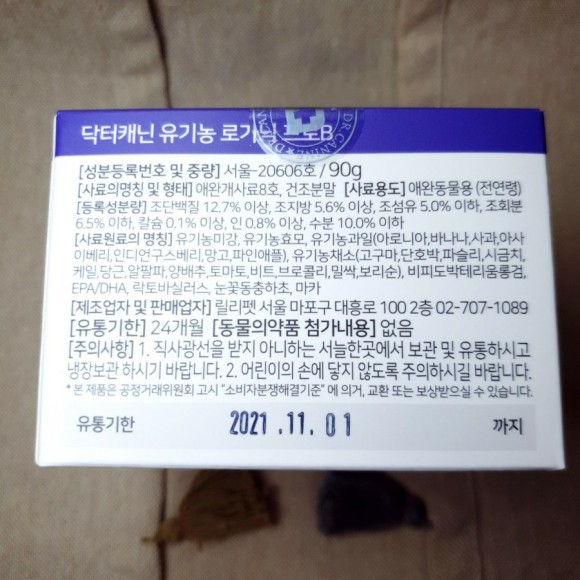 닥터캐닌 유기농 로기
[성분등록번호 및 중량] 서울-20606호 / 90g
[사료의명칭 및 형태] 애완개사료8호, 건조분말 [사료용도] 애완동물용 (전연령)
[등록성분량] 조단백질 12.7% 이상, 조지방 5.6% 이상, 조섬유 5.0% 이하, 조회분
6.5% 이하, 칼슘 0.1% 이상, 인 0.8% 이상, 수분 10.0% 이하
[사료원료의 명칭] 유기농미강, 유기농효모, 유기농과일(아로니아,바나나,사과,아사
이베리,인디언구스베리,망고,파인애플), 유기농채소(고구마,단호박,파슬리,시금치,
케일,당근,알팔파,양배추,토마토,비트,브로콜리,밀싹,보리순), 비피도박테리움롱검,
EPA/DHA, 락토바실러스, 눈꽃동충하초, 마카
[제조업자 및 판매업자] 릴리펫 서울 마포구 대흥로 100 2층 02-707-1089
[유통기한] 24개월 [동물의약품 첨가내용] 없음
[주의사항] 1. 직사광선을 받지 아니하는 서늘한곳에서 보관 및 유통하시고
냉장보관 하시기 바랍니다. 2. 어린이의 손에 닿지 않도록 주의하시길 바랍니다.
* 본 제품은 공정거래위원회 고시 "소비자분쟁해결기준" 에 의거, 교환 또는 보상받으실 수 있습니다.
유통기한 2021.11.01 까지